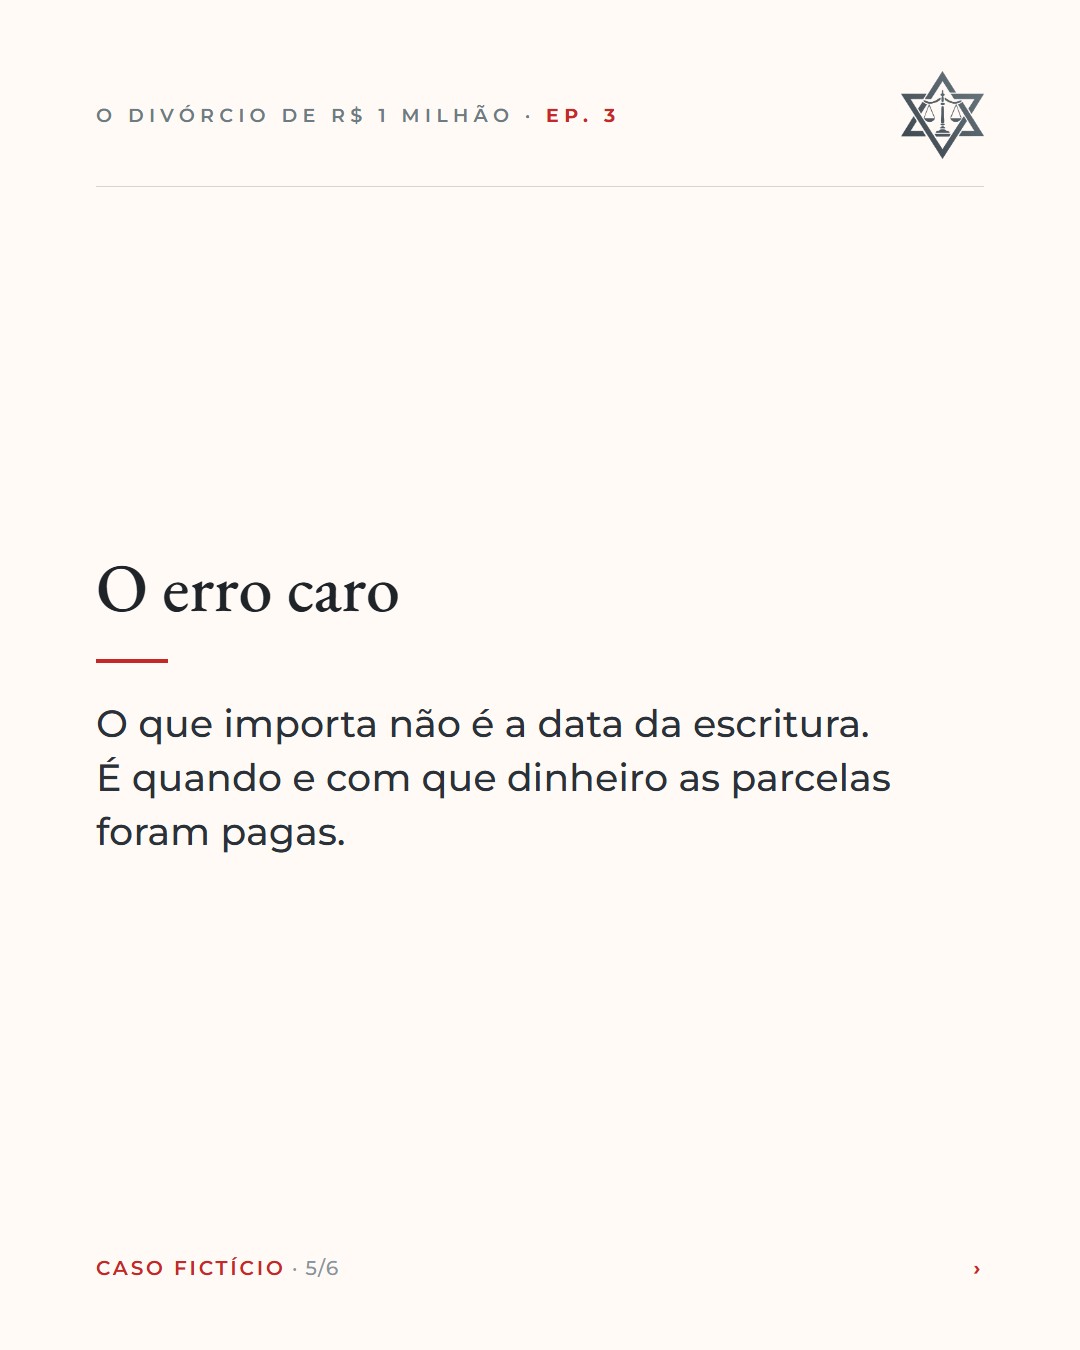 O DIVÓRCIO DE R$ 1 MILHÃO · EP. 3
O erro caro
O que importa não é a data da escritura.
É quando e com que dinheiro as parcelas
foram pagas.
CASO FICTÍCIO · 5/6 ›